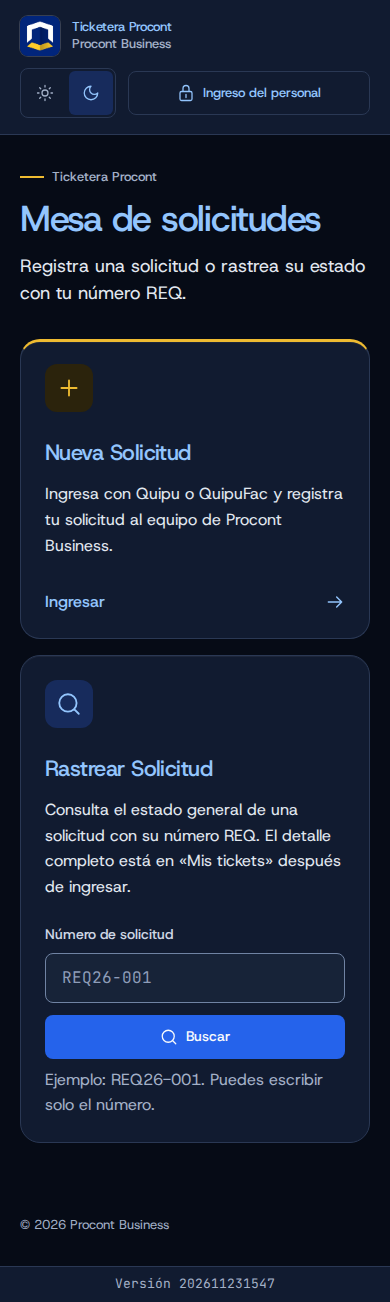 Ticketera Procont
Procont Business
Ingreso del personal
Ticketera Procont
Mesa de solicitudes
Registra una solicitud o rastrea su estado
con tu número REQ.
Nueva Solicitud
Ingresa con Quipu o QuipuFac y registra
tu solicitud al equipo de Procont
Business.
Ingresar
Rastrear Solicitud
Consulta el estado general de una
solicitud con su número REQ. El detalle
completo está en «Mis tickets» después
de ingresar.
Número de solicitud
REQ26-001
Buscar
Ejemplo: REQ26-001. Puedes escribir
solo el número.
© 2026 Procont Business
Versión 202611231547